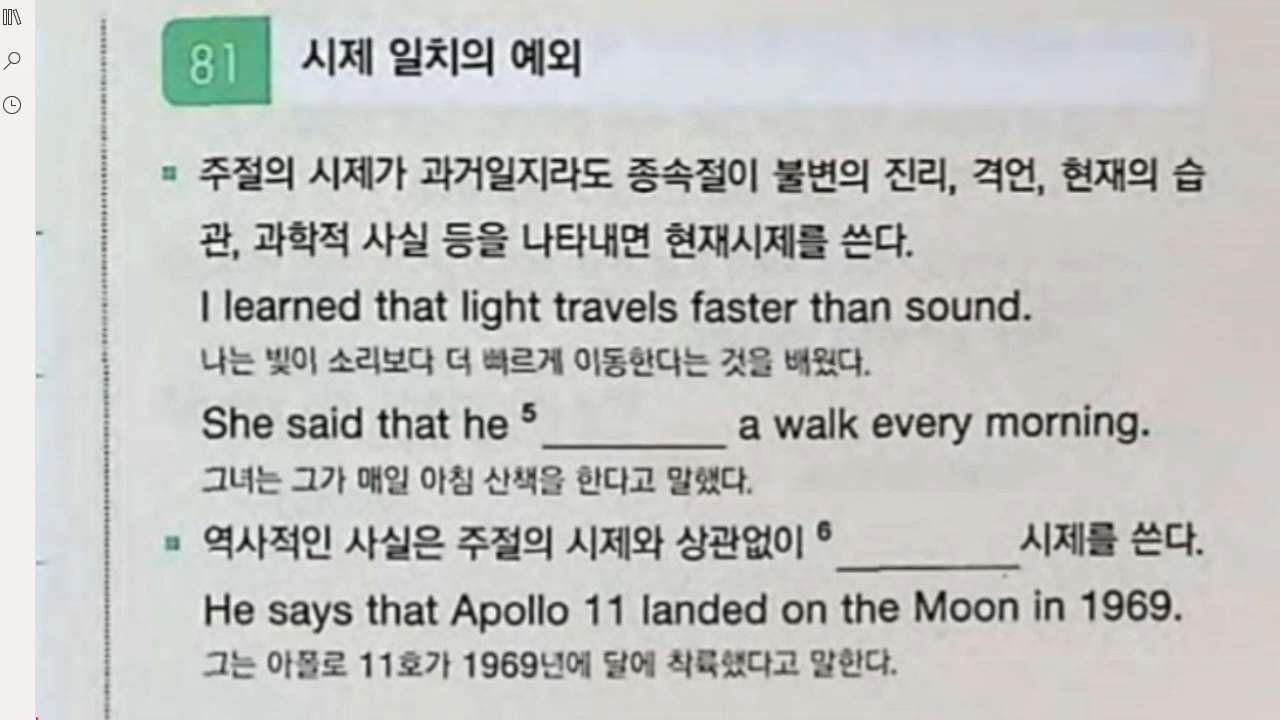 81 시제 일치의 예외
주절의 시제가 과거일지라도 종속절이 불변의 진리, 격언, 현재의 습
관, 과학적 사실 등을 나타내면 현재시제를 쓴다.
I learned that light travels faster than sound.
나는 빛이 소리보다 더 빠르게 이동한다는 것을 배웠다.
She said that he 5 ________ a walk every morning.
그녀는 그가 매일 아침 산책을 한다고 말했다.
역사적인 사실은 주절의 시제와 상관없이 6 ________ 시제를 쓴다.
He says that Apollo 11 landed on the Moon in 1969.
그는 아폴로 11호가 1969년에 달에 착륙했다고 말한다.